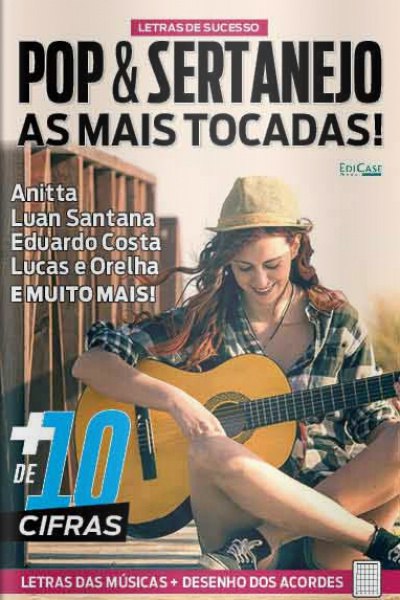 LETRAS DE SUCESSO
POP & SERTANEJO
AS MAIS TOCADAS!
EDICASE
Anitta
Luan Santana
Eduardo Costa
Lucas e Orelha
E MUITO MAIS!
+
DE 10
CIFRAS
LETRAS DAS MÚSICAS + DESENHO DOS ACORDES